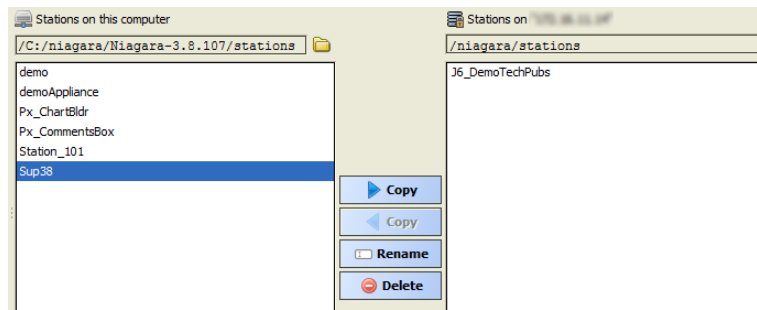 Stations on this computer
/C:/niagara/Niagara-3.8.107/stations
demo
demoAppliance
Px_ChartBldr
Px_CommentsBox
Station_101
Sup38
Copy
Copy
Rename
Delete
Stations on
/niagara/stations
J6_DemoTechPubs